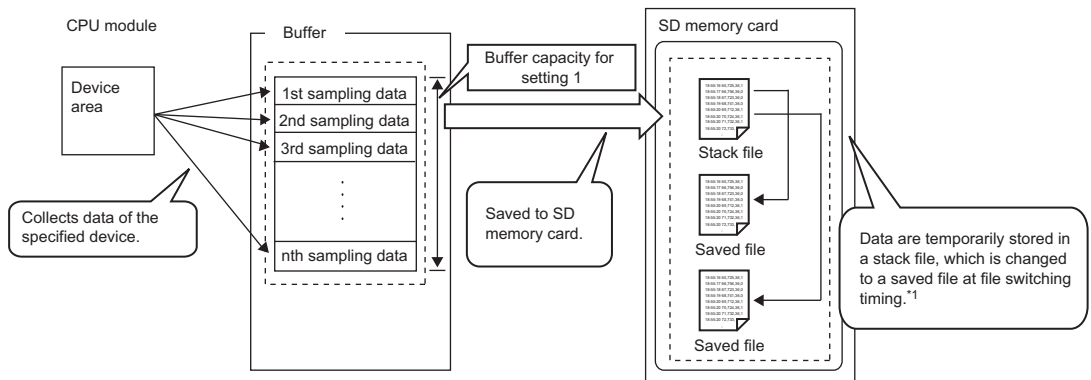 CPU module
Device
area
Collects data of the
specified device.
Buffer
1st sampling data
2nd sampling data
3rd sampling data
nth sampling data
Buffer capacity for
setting 1
Saved to SD
memory card.
SD memory card
Stack file
Saved file
Saved file
Data are temporarily stored in
a stack file, which is changed
to a saved file at file switching
timing.*1